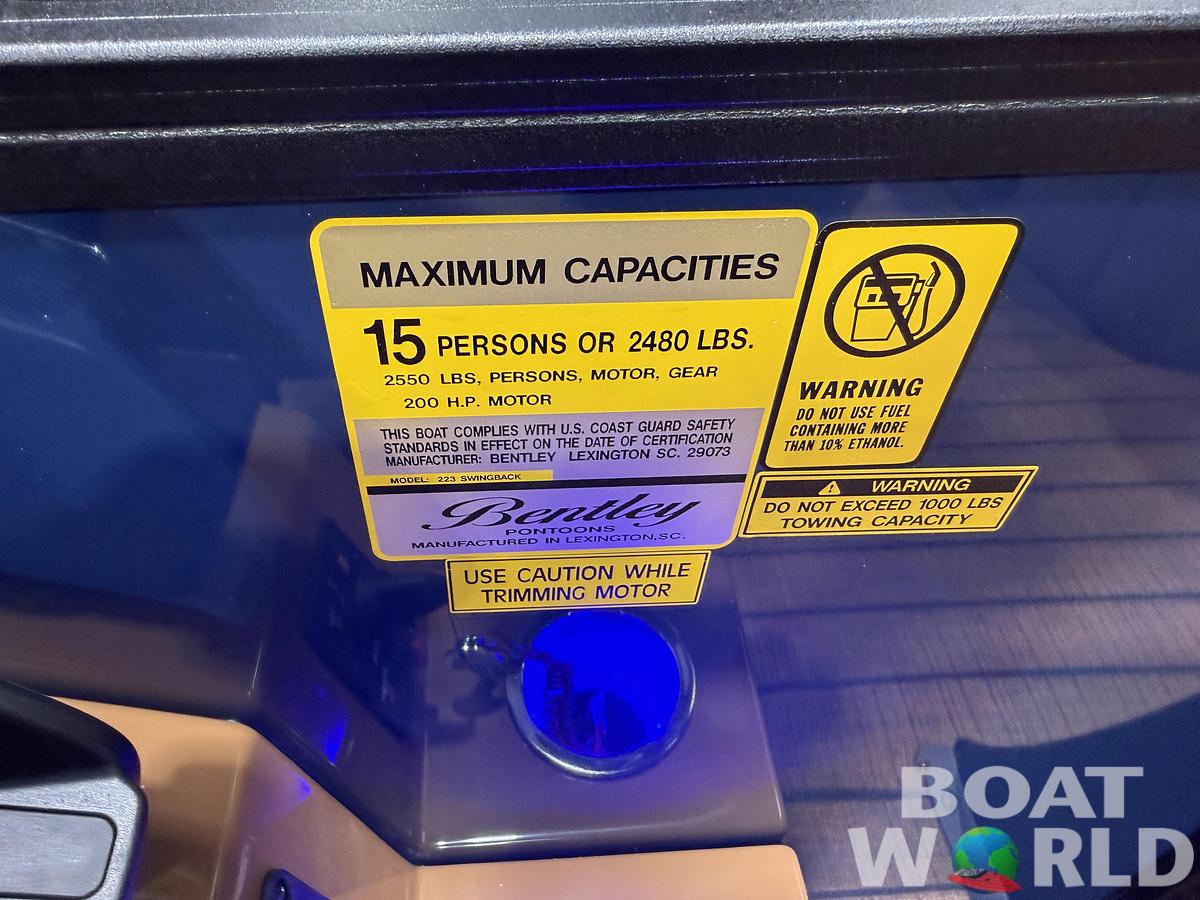 MAXIMUM CAPACITIES
15 PERSONS OR 2480 LBS.
2550 LBS, PERSONS, MOTOR, GEAR
200 H.P. MOTOR
THIS BOAT COMPLIES WITH U.S. COAST GUARD SAFETY
STANDARDS IN EFFECT ON THE DATE OF CERTIFICATION
MANUFACTURER: BENTLEY LEXINGTON SC. 29073
MODEL: 223 SWINGBACK
Bentley
PONTOONS
MANUFACTURED IN LEXINGTON,SC.
WARNING
DO NOT USE FUEL
CONTAINING MORE
THAN 10% ETHANOL.
WARNING
DO NOT EXCEED 1000 LBS
TOWING CAPACITY
USE CAUTION WHILE
TRIMMING MOTOR
BOAT
WORLD